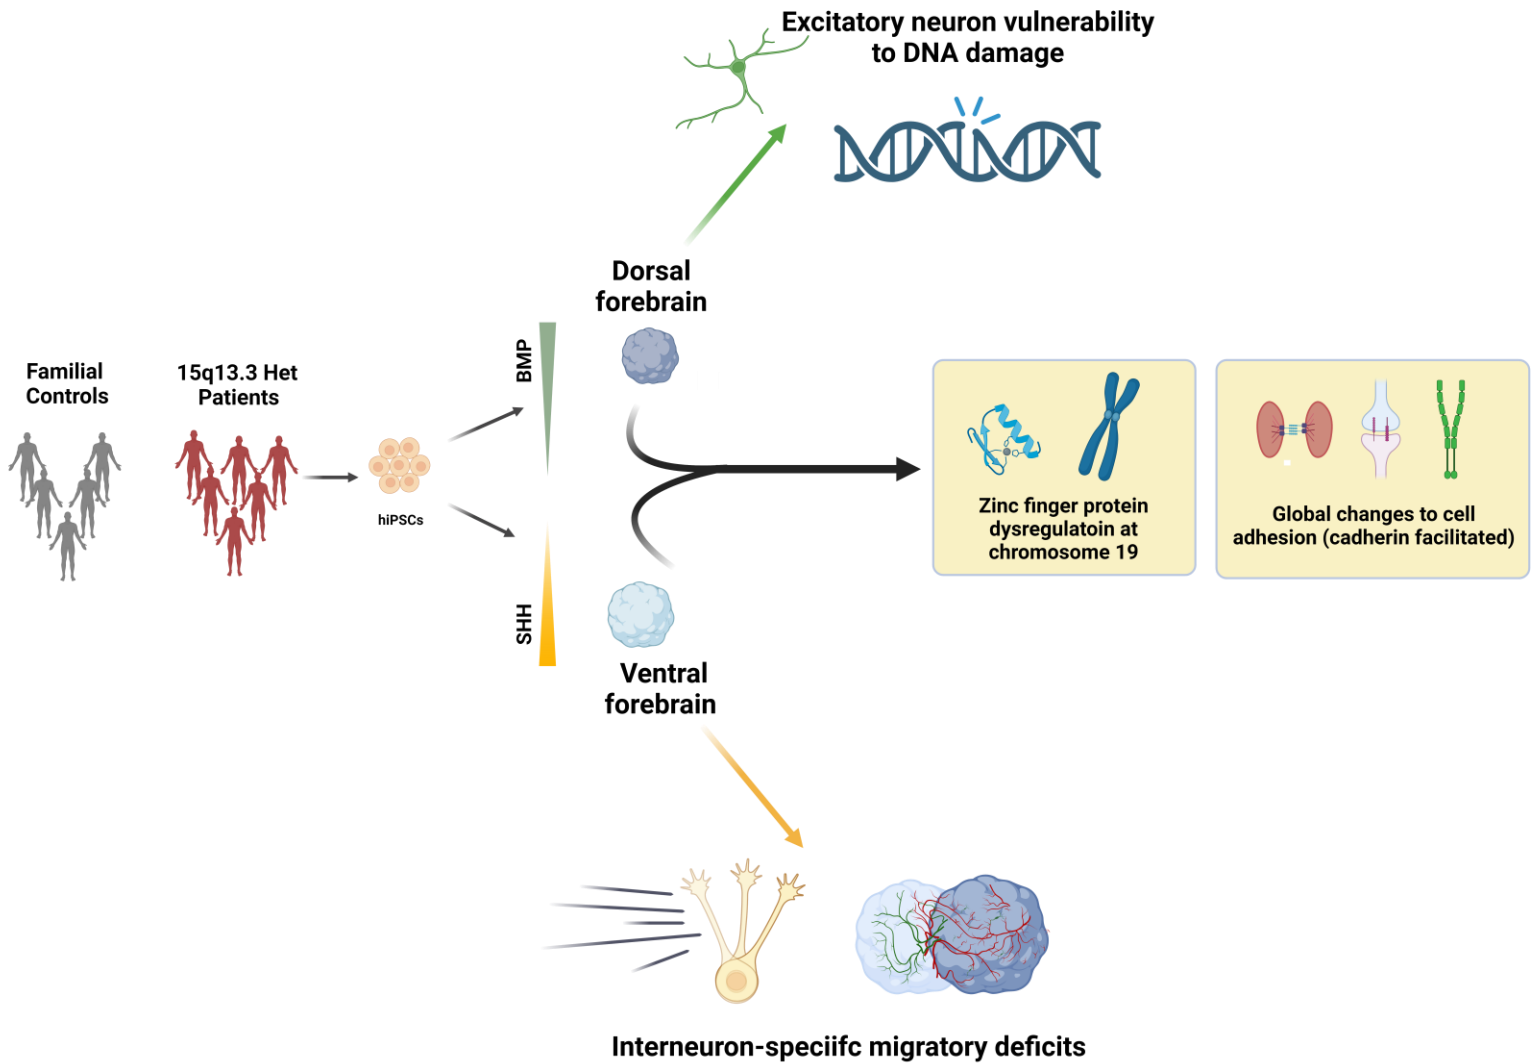 Excitatory neuron vulnerability
to DNA damage
Dorsal
forebrain
BMP
Familial
Controls
15q13.3 Het
Patients
hiPSCs
SHH
Ventral
forebrain
Zinc finger protein
dysregulatoin at
chromosome 19
Global changes to cell
adhesion (cadherin facilitated)
Interneuron-speciifc migratory deficits